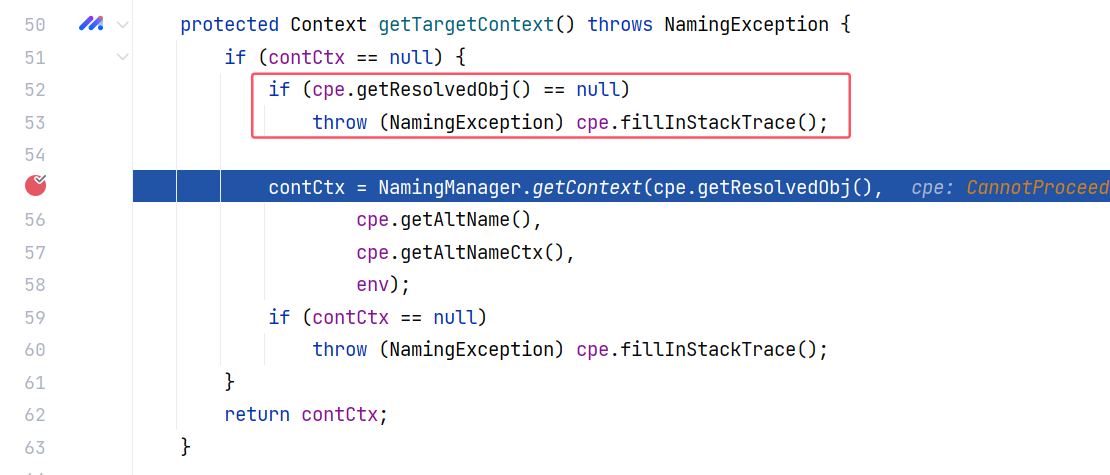 50 protected Context getTargetContext() throws NamingException {
51 if (contCtx == null) {
52 if (cpe.getResolvedObj() == null)
53 throw (NamingException) cpe.fillInStackTrace();
54
contCtx = NamingManager.getContext(cpe.getResolvedObj(), cpe: CannotProceed
56 cpe.getAltName(),
57 cpe.getAltNameCtx(),
58 env);
59 if (contCtx == null)
60 throw (NamingException) cpe.fillInStackTrace();
61 }
62 return contCtx;
63 }